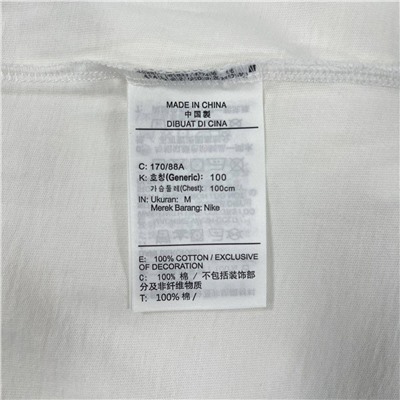 MADE IN CHINA
中国製
DIBUAT DI CINA
C: 170/88A
K: 호칭(Generic): 100
가슴둘레(Chest): 100cm
IN: Ukuran: M
Merek Barang: Nike
E: 100% COTTON / EXCLUSIVE
OF DECORATION
C: 100% 棉 / 不包括装饰部
分及非纤维物质
T: 100% 棉 /